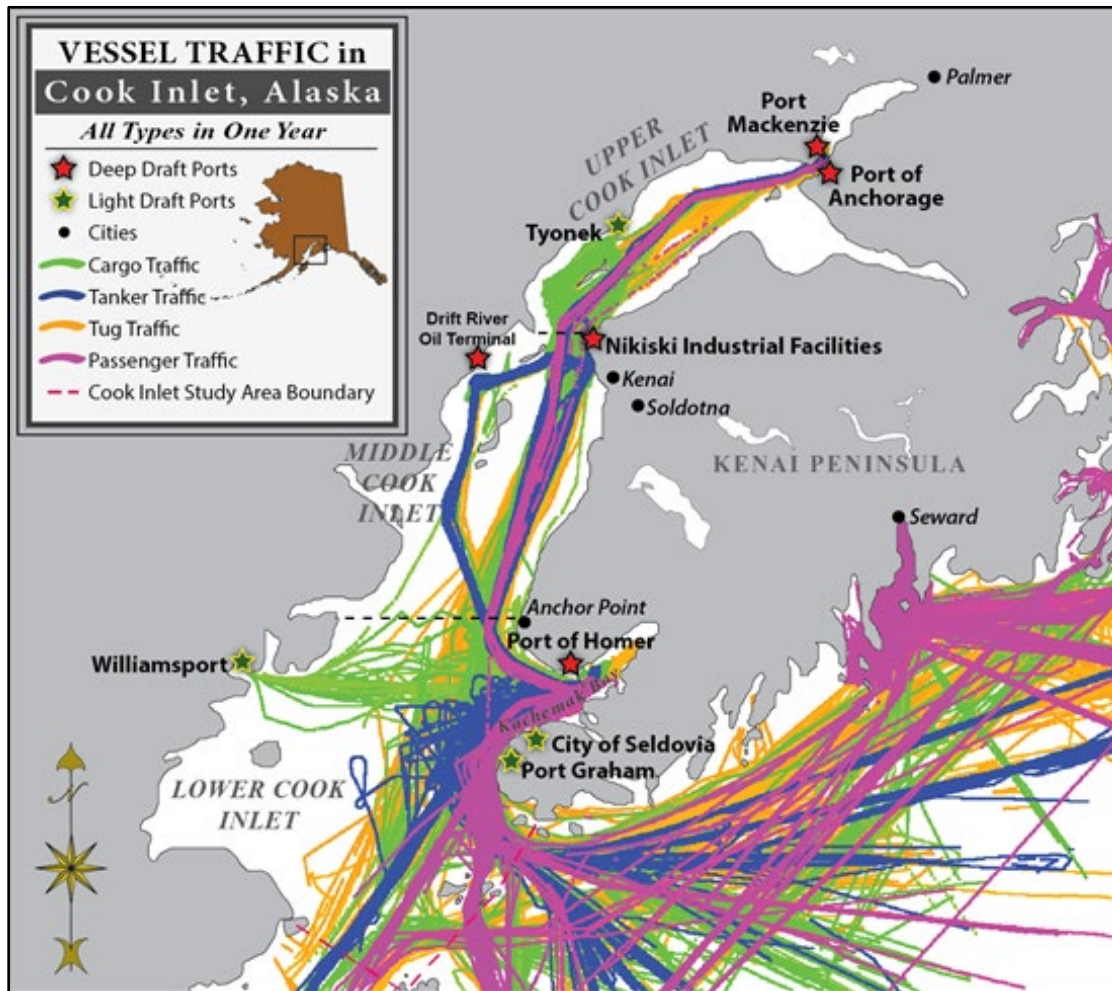 VESSEL TRAFFIC in
Cook Inlet, Alaska
All Types in One Year
Deep Draft Ports
Light Draft Ports
Cities
Cargo Traffic
Tanker Traffic
Tug Traffic
Passenger Traffic
Cook Inlet Study Area Boundary
Palmer
Port
Mackenzie
Port of
Anchorage
UPPER
COOK INLET
Tyonek
Drift River
Oil Terminal
Nikiski Industrial Facilities
Kenai
Soldotna
MIDDLE
COOK
INLET
KENAI PENINSULA
Seward
Anchor Point
Port of Homer
Williamsport
Kachemak Bay
City of Seldovia
Port Graham
LOWER COOK
INLET
N